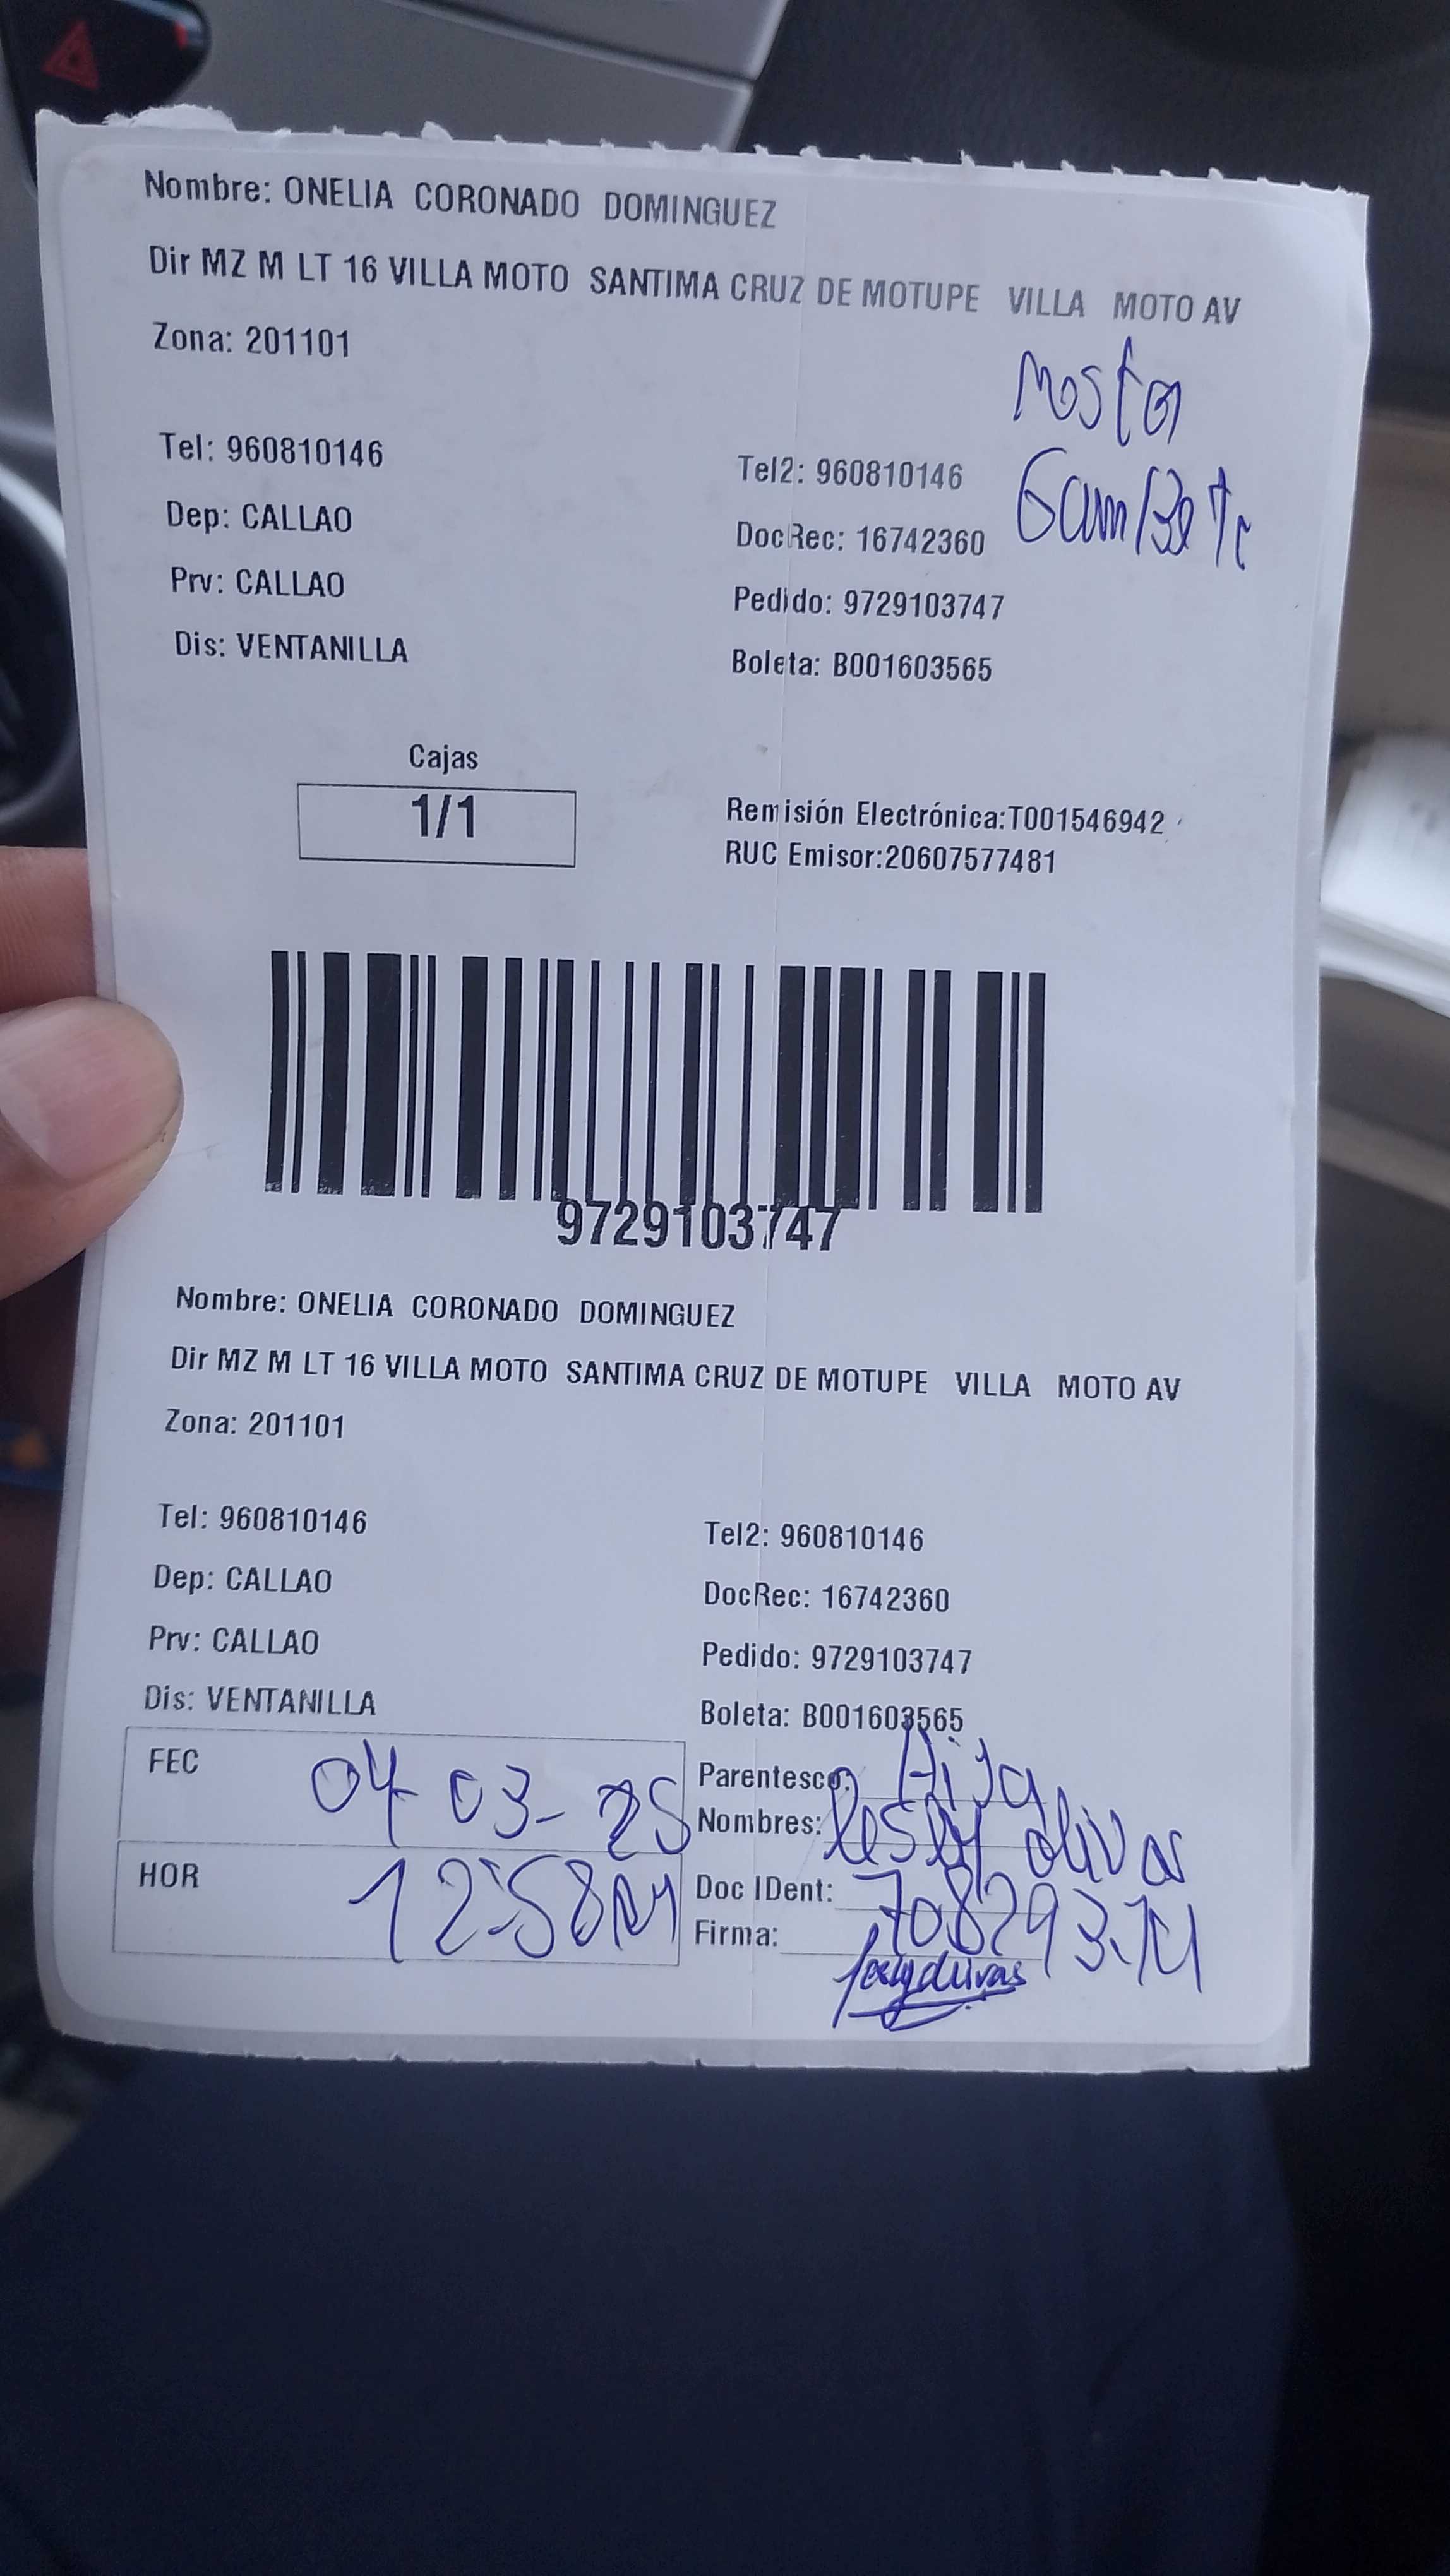 Nombre: ONELIA CORONADO DOMINGUEZ
Dir MZ M LT 16 VILLA MOTO SANTIMA CRUZ DE MOTUPE VILLA MOTO AV
Zona: 201101
Tel: 960810146
Tel2: 960810146
Dep: CALLAO
DocRec: 16742360
Prv: CALLAO
Pedido: 9729103747
Dis: VENTANILLA
Boleta: B001603565
Cajas
1/1
Remisión Electrónica:T001546942
RUC Emisor:20607577481
9729103747
Nombre: ONELIA CORONADO DOMINGUEZ
Dir MZ M LT 16 VILLA MOTO SANTIMA CRUZ DE MOTUPE VILLA MOTO AV
Zona: 201101
Tel: 960810146
Tel2: 960810146
Dep: CALLAO
DocRec: 16742360
Prv: CALLAO
Pedido: 9729103747
Dis: VENTANILLA
Boleta: B001603565
FEC 04 03-25
Parentesco: Hija
Nombres: Olivar
HOR 12:58
Doc IDent:
Firma: